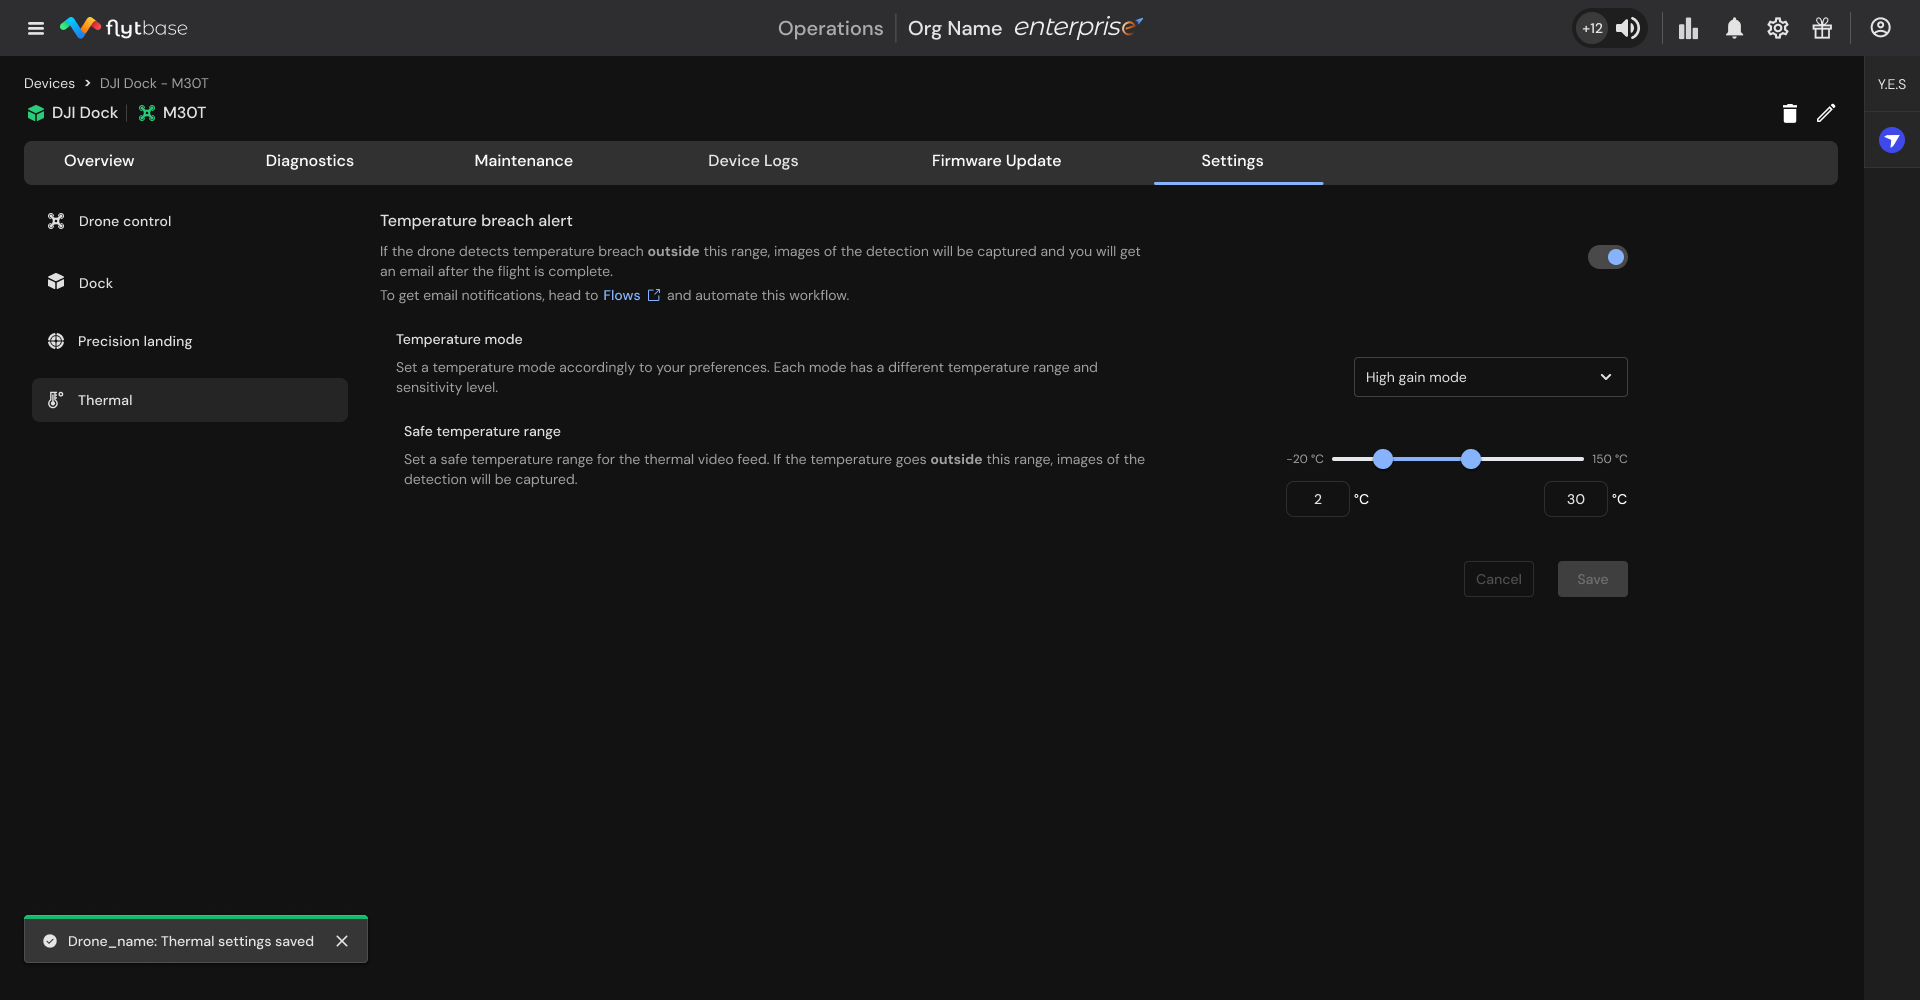 flytbase
Operations
Org Name enterprise
+12
Y.E.S
Devices > DJI Dock - M30T
DJI Dock
M30T
Overview
Diagnostics
Maintenance
Device Logs
Firmware Update
Settings
Drone control
Dock
Precision landing
Thermal
Temperature breach alert
If the drone detects temperature breach outside this range, images of the detection will be captured and you will get
an email after the flight is complete.
To get email notifications, head to Flows and automate this workflow.
Temperature mode
Set a temperature mode accordingly to your preferences. Each mode has a different temperature range and
sensitivity level.
High gain mode
Safe temperature range
Set a safe temperature range for the thermal video feed. If the temperature goes outside this range, images of the
detection will be captured.
-20 °C
150 °C
2 °C
30 °C
Cancel
Save
Drone_name: Thermal settings saved